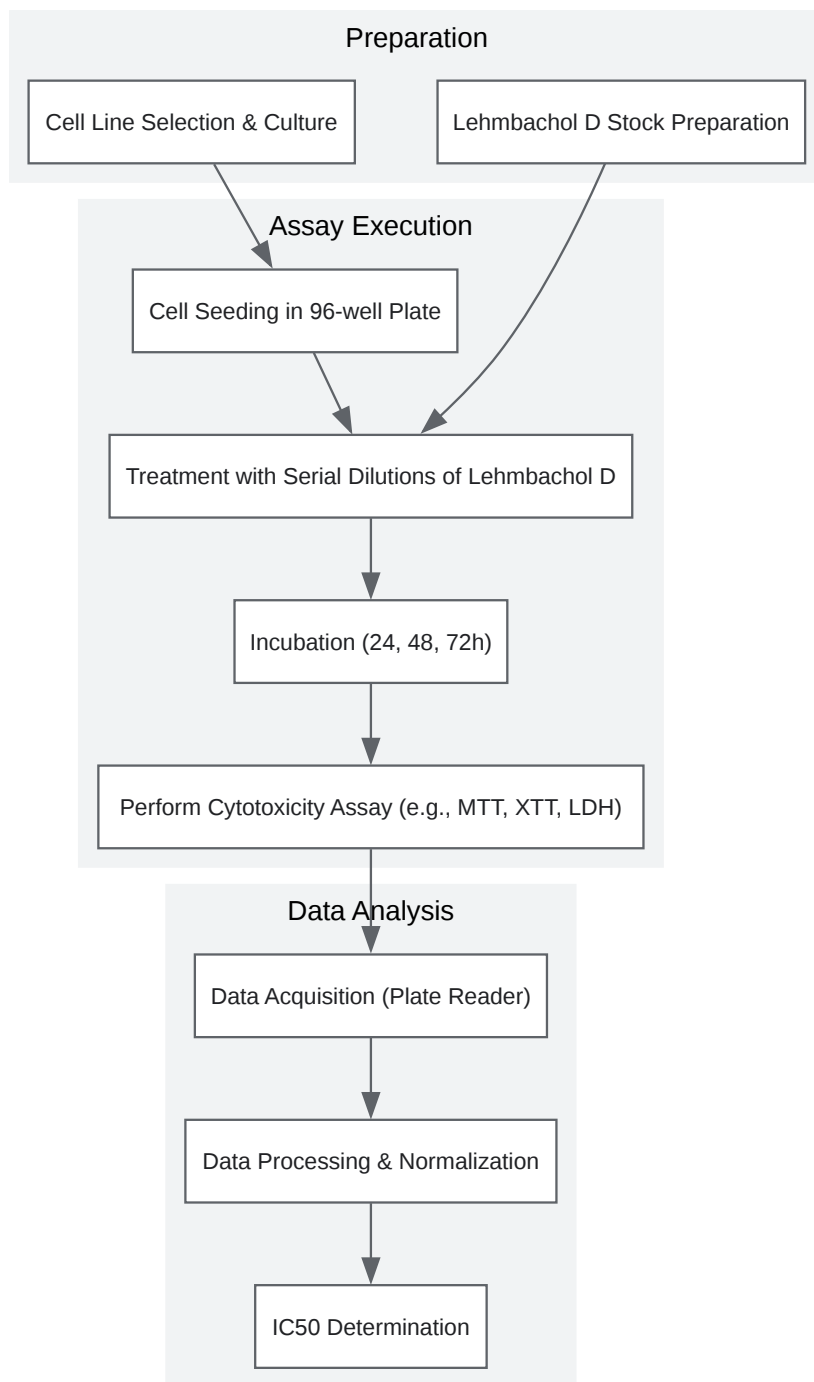 Preparation
Cell Line Selection & Culture
Lehmbachol D Stock Preparation
Assay Execution
Cell Seeding in 96-well Plate
Treatment with Serial Dilutions of Lehmbachol D
Incubation (24, 48, 72h)
Perform Cytotoxicity Assay (e.g., MTT, XTT, LDH)
Data Analysis
Data Acquisition (Plate Reader)
Data Processing & Normalization
IC50 Determination